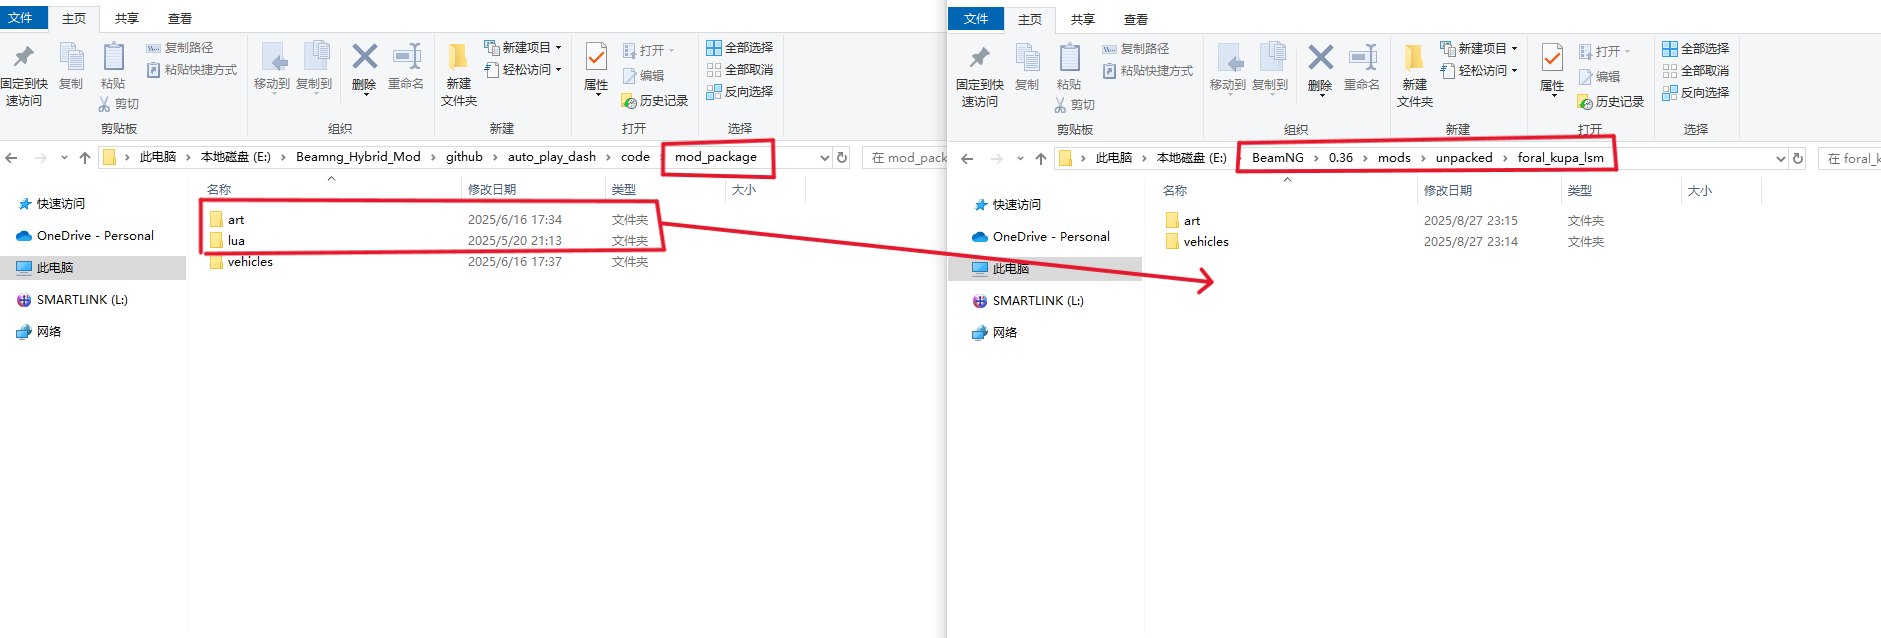 文件 主页 共享 查看
固定到快速访问 复制 粘贴 复制路径 粘贴快捷方式 剪切
移动到 复制到 删除 重命名
新建文件夹 新建项目 轻松访问
属性 打开 编辑 历史记录
全部选择 全部取消 反向选择
剪贴板 组织 新建 打开 选择
此电脑 本地磁盘 (E:) Beamng_Hybrid_Mod github auto_play_dash code mod_package
在 mod_pack
名称 修改日期 类型 大小
art 2025/6/16 17:34 文件夹
lua 2025/5/20 21:13 文件夹
vehicles 2025/6/16 17:37 文件夹
快速访问
OneDrive - Personal
此电脑
SMARTLINK (L:)
网络
文件 主页 共享 查看
固定到快速访问 复制 粘贴 复制路径 粘贴快捷方式 剪切
移动到 复制到 删除 重命名
新建文件夹 新建项目 轻松访问
属性 打开 编辑 历史记录
全部选择 全部取消 反向选择
剪贴板 组织 新建 打开 选择
此电脑 本地磁盘 (E:) BeamNG 0.36 mods unpacked foral_kupa_lsm
在 foral_k
名称 修改日期 类型 大小
art 2025/8/27 23:15 文件夹
vehicles 2025/8/27 23:14 文件夹
快速访问
OneDrive - Personal
此电脑
SMARTLINK (L:)
网络